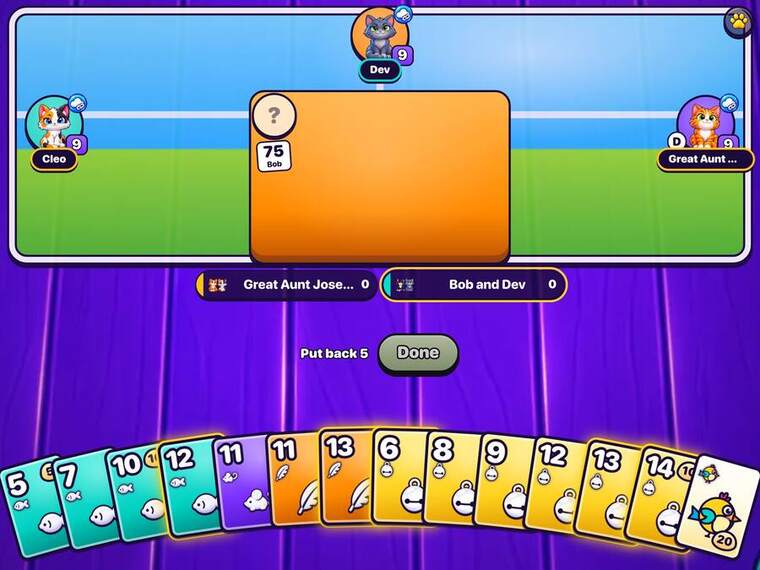 9
Dev
?
75
Bob
9
Cleo
D
9
Great Aunt ...
Great Aunt Jose... 0
Bob and Dev 0
Put back 5
Done
5
7
10
12
11
11
13
6
8
9
12
13
14
20